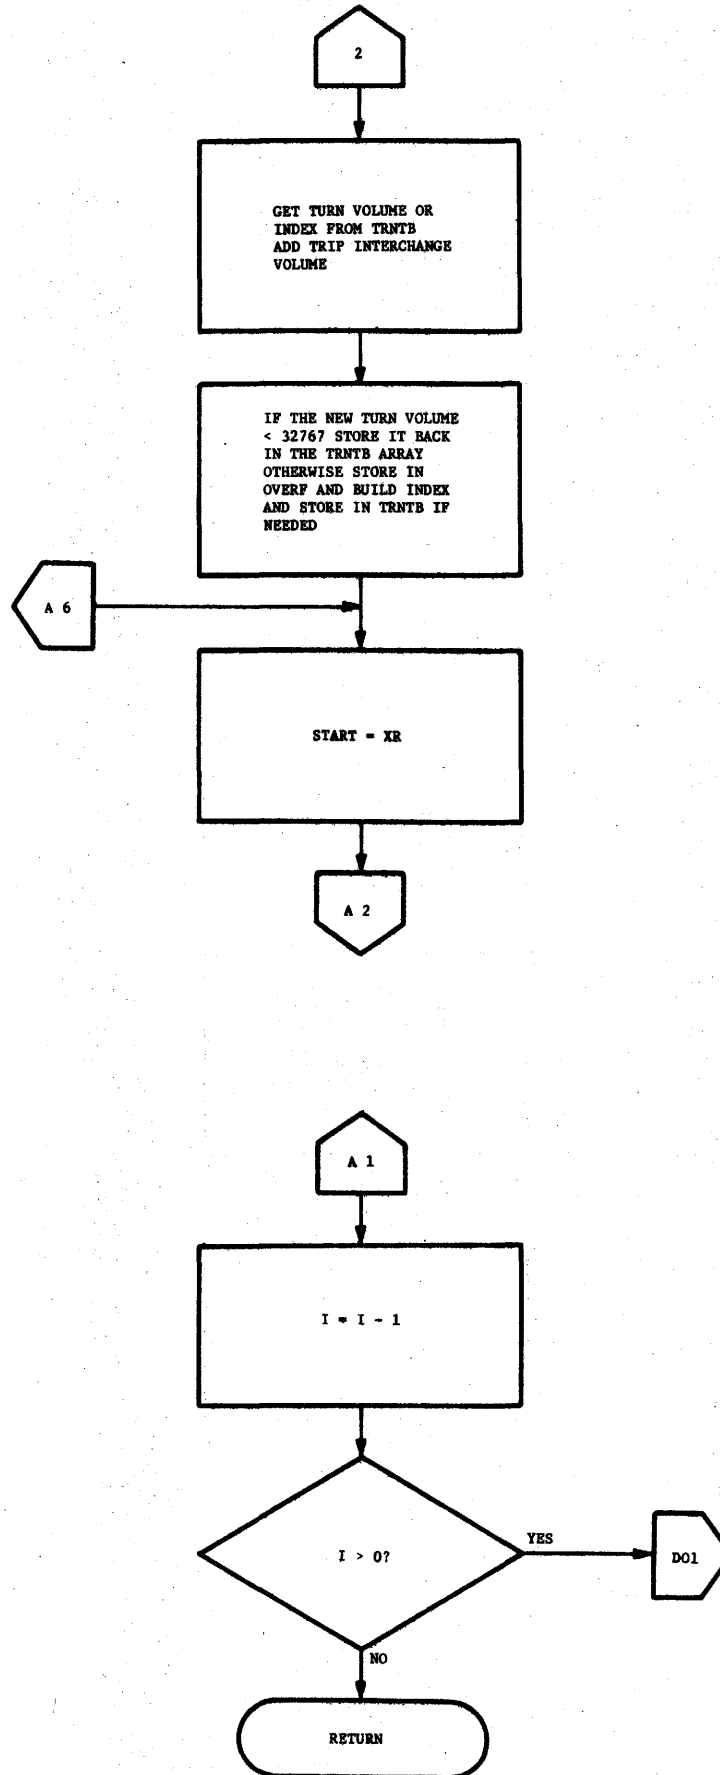 2
GET TURN VOLUME OR
INDEX FROM TRNTB
ADD TRIP INTERCHANGE
VOLUME
IF THE NEW TURN VOLUME
< 32767 STORE IT BACK
IN THE TRNTB ARRAY
OTHERWISE STORE IN
OVERF AND BUILD INDEX
AND STORE IN TRNTB IF
NEEDED
A 6
START = XR
A 2
A 1
I = I - 1
I > 0?
YES
DO1
NO
RETURN